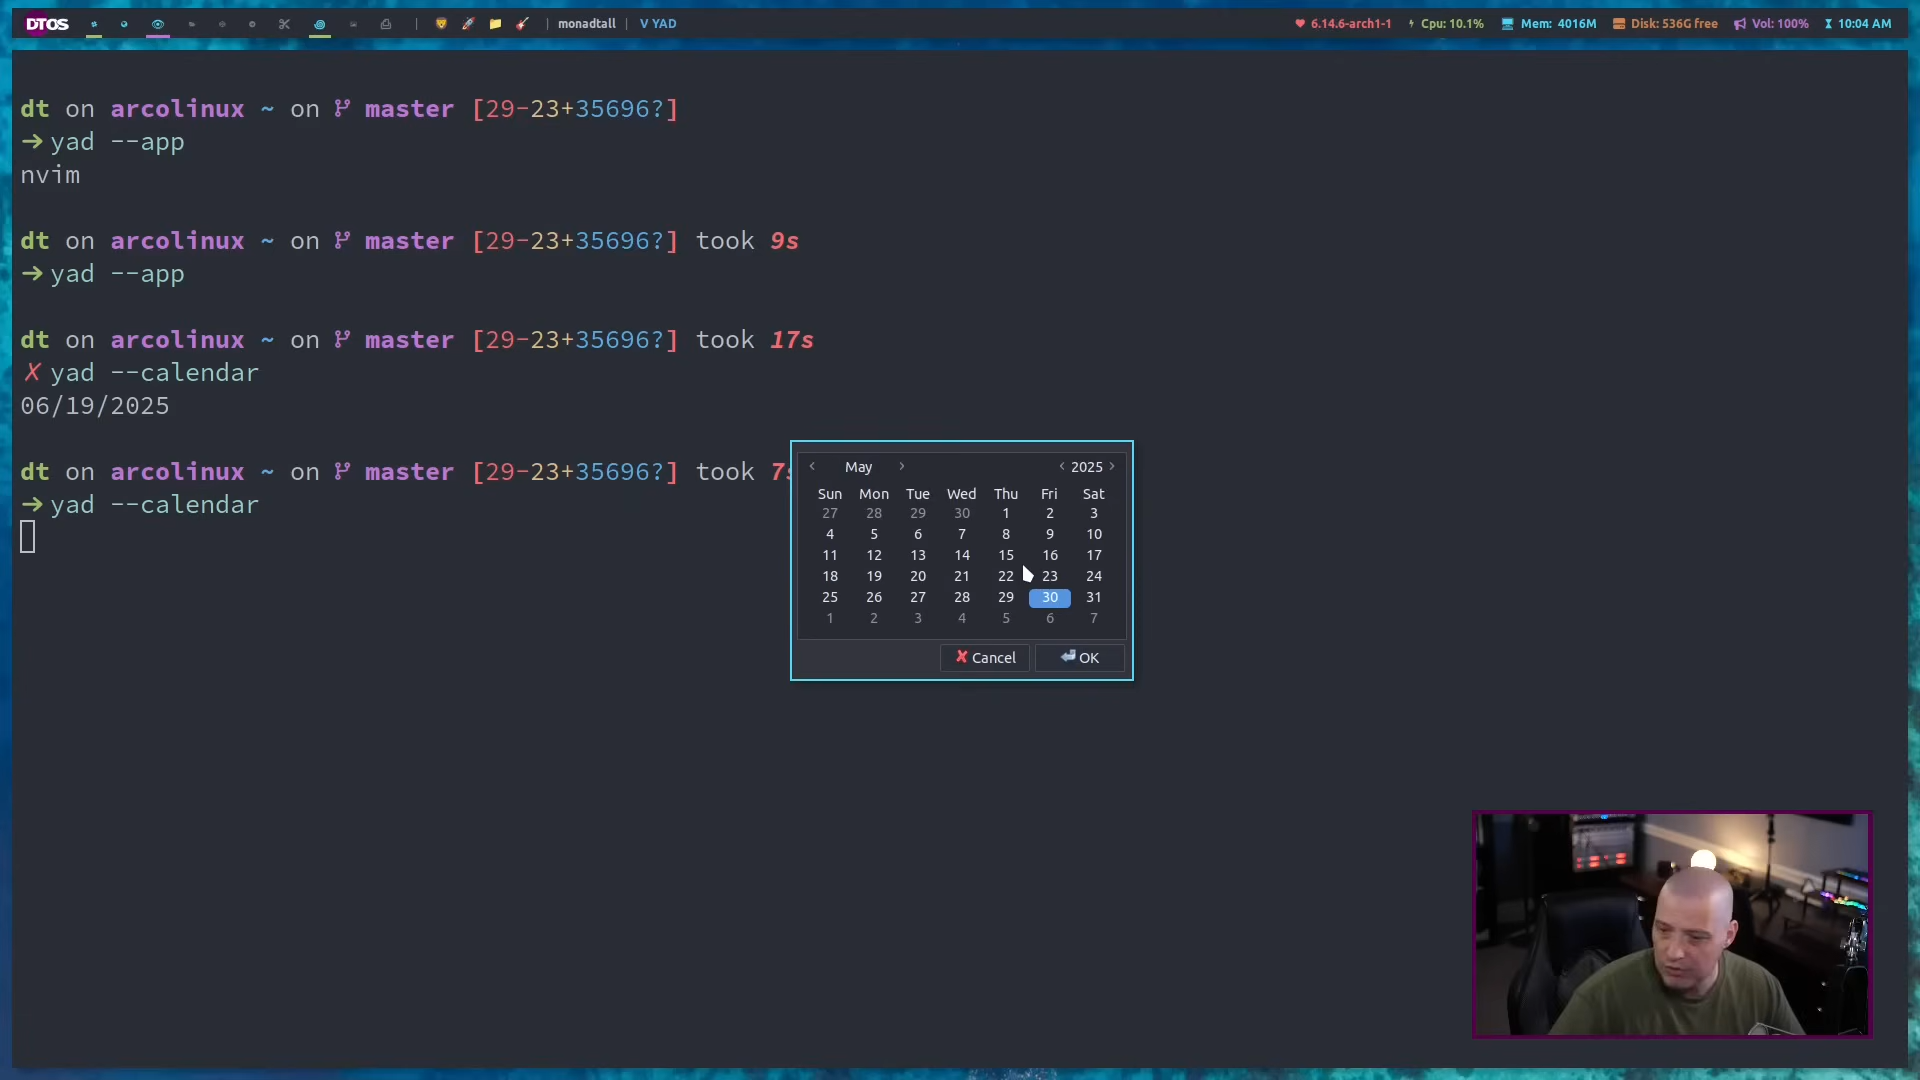 DTOS | monadtall | V YAD 6.14.6-arch1-1 Cpu: 10.1% Mem: 4016M Disk: 536G free Vol: 100% 10:04 AM
dt on arcolinux ~ on master [29-23+35696?]
→ yad --app
nvim
dt on arcolinux ~ on master [29-23+35696?] took 9s
→ yad --app
dt on arcolinux ~ on master [29-23+35696?] took 17s
✗ yad --calendar
06/19/2025
dt on arcolinux ~ on master [29-23+35696?] took 7s
→ yad --calendar
‹ May › ‹ 2025 ›
Sun Mon Tue Wed Thu Fri Sat
27 28 29 30 1 2 3
4 5 6 7 8 9 10
11 12 13 14 15 16 17
18 19 20 21 22 23 24
25 26 27 28 29 30 31
1 2 3 4 5 6 7
Cancel OK